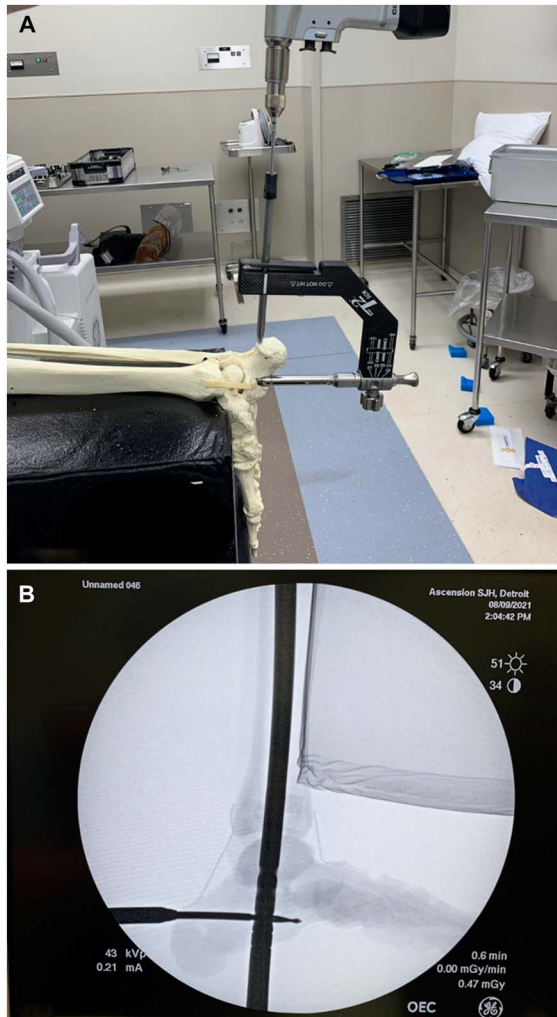 A
⚠ DO NOT HIT ⚠
B
Unnamed 046
Ascension SJH, Detroit
08/09/2021
2:04:42 PM
51
34
43 kVp
0.21 mA
0.6 min
0.00 mGy/min
0.47 mGy
OEC
GE